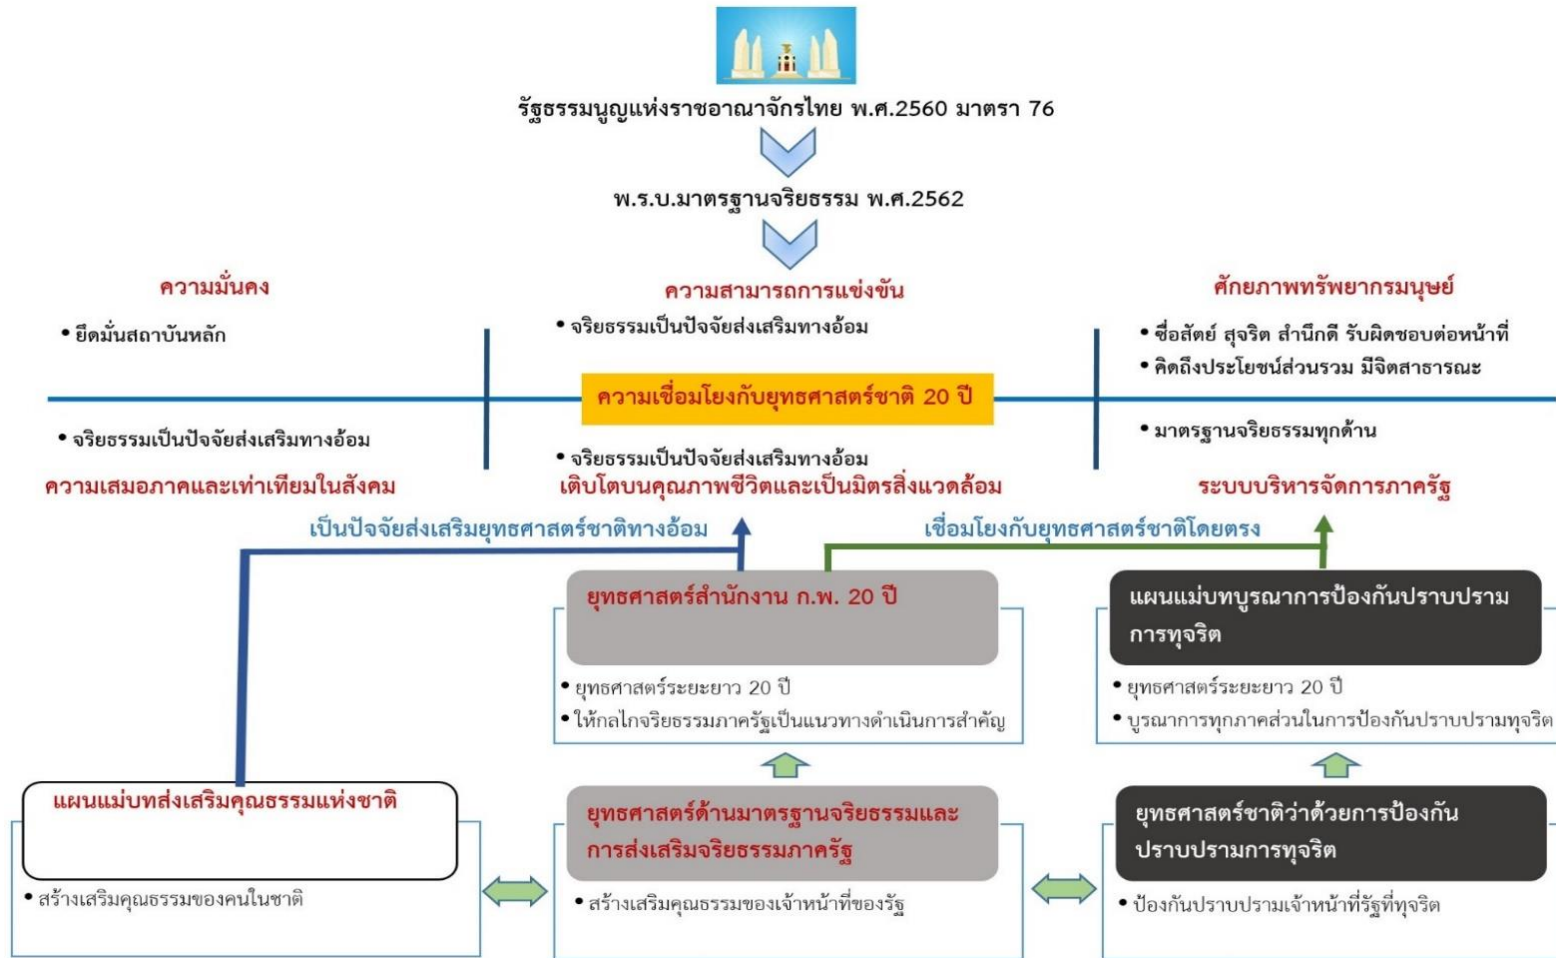 รัฐธรรมนูญแห่งราชอาณาจักรไทย พ.ศ.2560 มาตรา 76
พ.ร.บ.มาตรฐานจริยธรรม พ.ศ.2562
ความมั่นคง
• ยึดมั่นสถาบันหลัก
ความสามารถการแข่งขัน
• จริยธรรมเป็นปัจจัยส่งเสริมทางอ้อม
ศักยภาพทรัพยากรมนุษย์
• ซื่อสัตย์ สุจริต สำนึกดี รับผิดชอบต่อหน้าที่
• คิดถึงประโยชน์ส่วนรวม มีจิตสาธารณะ
ความเชื่อมโยงกับยุทธศาสตร์ชาติ 20 ปี
• จริยธรรมเป็นปัจจัยส่งเสริมทางอ้อม
ความเสมอภาคและเท่าเทียมในสังคม
• จริยธรรมเป็นปัจจัยส่งเสริมทางอ้อม
เติบโตบนคุณภาพชีวิตและเป็นมิตรสิ่งแวดล้อม
• มาตรฐานจริยธรรมทุกด้าน
ระบบบริหารจัดการภาครัฐ
เป็นปัจจัยส่งเสริมยุทธศาสตร์ชาติทางอ้อม
เชื่อมโยงกับยุทธศาสตร์ชาติโดยตรง
ยุทธศาสตร์สำนักงาน ก.พ. 20 ปี
• ยุทธศาสตร์ระยะยาว 20 ปี
• ให้กลไกจริยธรรมภาครัฐเป็นแนวทางดำเนินการสำคัญ
แผนแม่บทบูรณาการป้องกันปราบปราม
การทุจริต
• ยุทธศาสตร์ระยะยาว 20 ปี
• บูรณาการทุกภาคส่วนในการป้องกันปราบปรามทุจริต
แผนแม่บทส่งเสริมคุณธรรมแห่งชาติ
• สร้างเสริมคุณธรรมของคนในชาติ
ยุทธศาสตร์ด้านมาตรฐานจริยธรรมและ
การส่งเสริมจริยธรรมภาครัฐ
• สร้างเสริมคุณธรรมของเจ้าหน้าที่ของรัฐ
ยุทธศาสตร์ชาติว่าด้วยการป้องกัน
ปราบปรามการทุจริต
• ป้องกันปราบปรามเจ้าหน้าที่รัฐที่ทุจริต